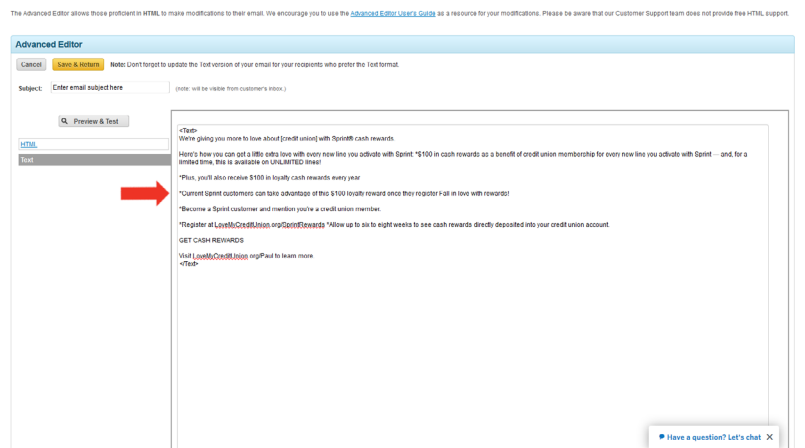 The Advanced Editor allows those proficient in HTML to make modifications to their email. We encourage you to use the Advanced Editor User's Guide as a resource for your modifications. Please be aware that our Customer Support team does not provide free HTML support.
Advanced Editor
Cancel Save & Return Note: Don't forget to update the Text version of your email for your recipients who prefer the Text format.
Subject: Enter email subject here (note: will be visible from customer's inbox.)
Preview & Test
HTML
Text
<Text>
We're giving you more to love about [credit union] with Sprint® cash rewards.
Here's how you can get a little extra love with every new line you activate with Sprint: *$100 in cash rewards as a benefit of credit union membership for every new line you activate with Sprint — and, for a
limited time, this is available on UNLIMITED lines!
*Plus, you'll also receive $100 in loyalty cash rewards every year
*Current Sprint customers can take advantage of this $100 loyalty reward once they register Fall in love with rewards!
*Become a Sprint customer and mention you're a credit union member.
*Register at LoveMyCreditUnion.org/SprintRewards *Allow up to six to eight weeks to see cash rewards directly deposited into your credit union account.
GET CASH REWARDS
Visit LoveMyCreditUnion.org/Paul to learn more
</Text>
Have a question? Let's chat X